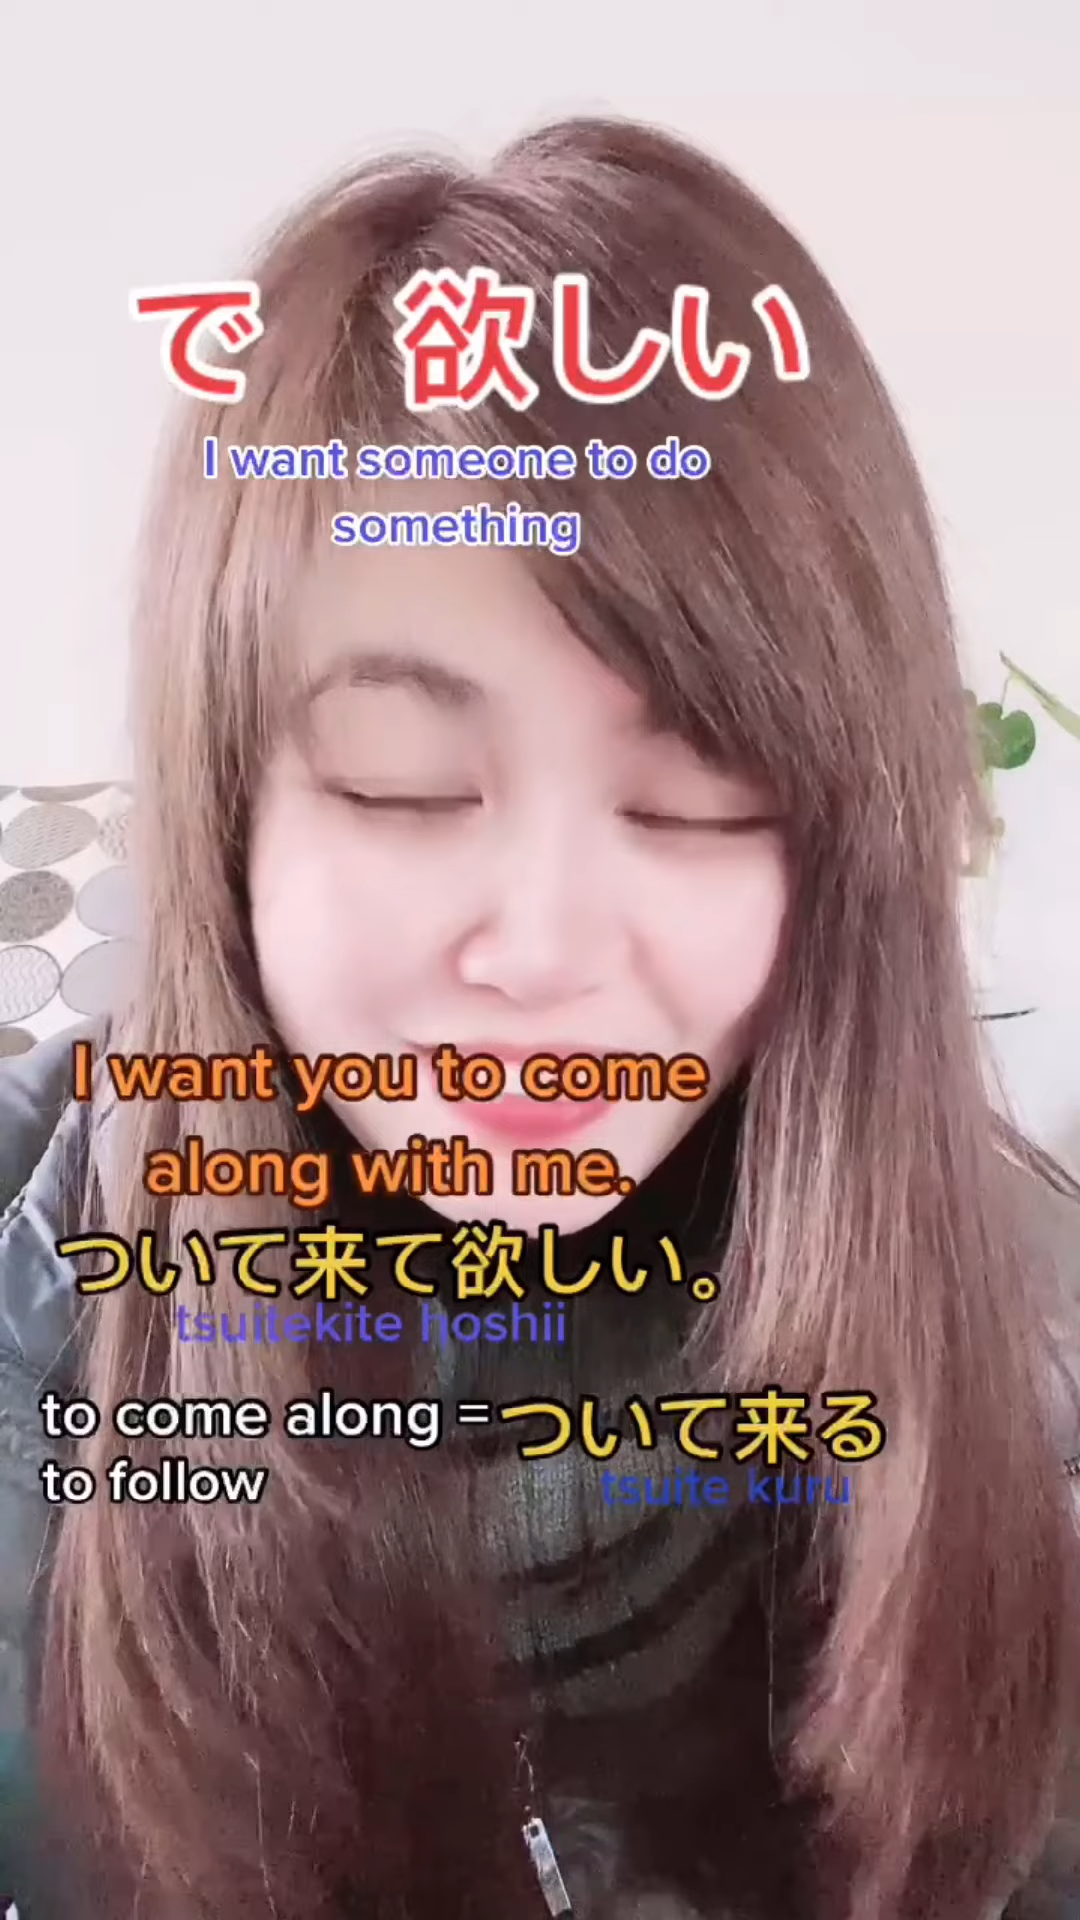 で 欲しい
I want someone to do
something
I want you to come
along with me.
ついて来て欲しい。
tsuitekite hoshii
to come along =ついて来る
to follow
tsuite kuru